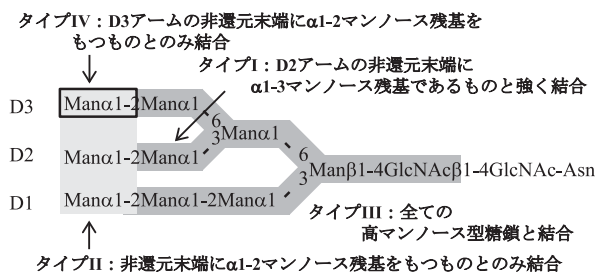 タイプIV：D3アームの非還元末端にα1-2マンノース残基を
もつものとのみ結合
タイプI：D2アームの非還元末端に
α1-3マンノース残基であるものと強く結合
D3 Manα1-2Manα1
6
3 Manα1
D2 Manα1-2Manα1
6
3 Manβ1-4GlcNAcβ1-4GlcNAc-Asn
D1 Manα1-2Manα1-2Manα1
タイプIII：全ての
高マンノース型糖鎖と結合
タイプII：非還元末端にα1-2マンノース残基をもつものとのみ結合